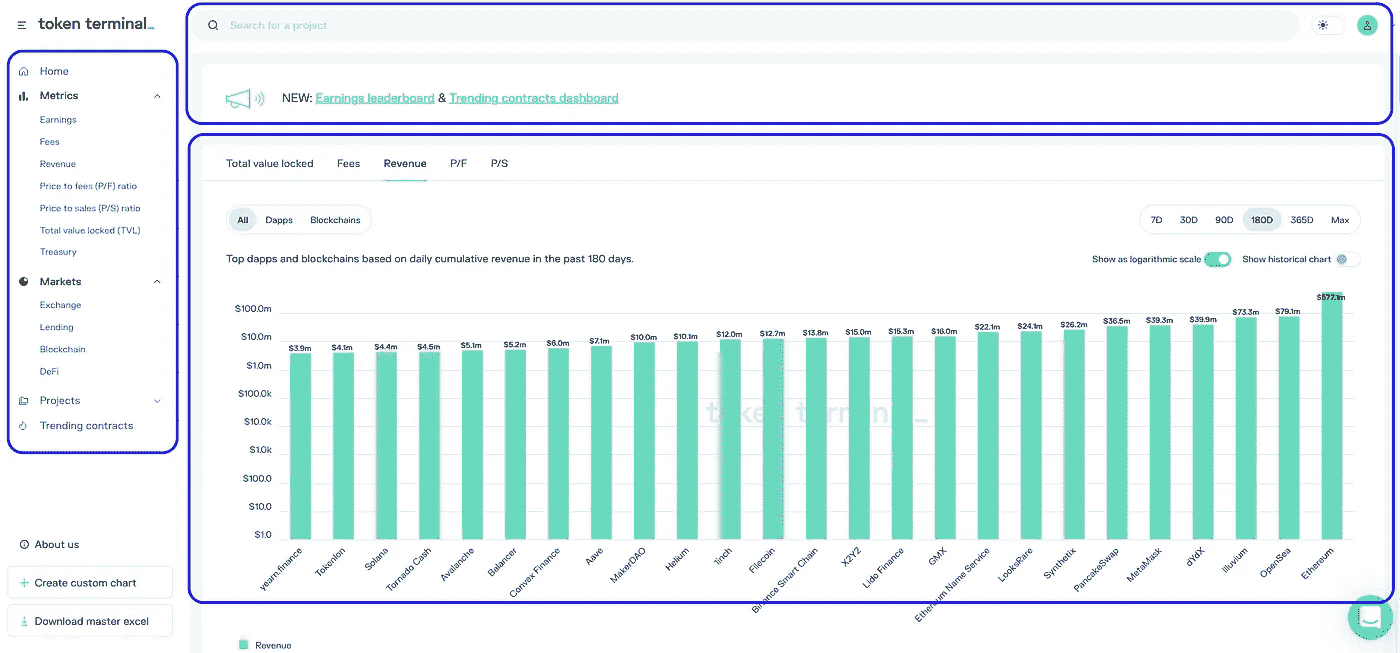 token terminal_
Search for a project
Home
Metrics
Earnings
Fees
Revenue
Price to fees (P/F) ratio
Price to sales (P/S) ratio
Total value locked (TVL)
Treasury
Markets
Exchange
Lending
Blockchain
DeFi
Projects
Trending contracts
About us
+ Create custom chart
Download master excel
NEW: Earnings leaderboard & Trending contracts dashboard
Total value locked Fees Revenue P/F P/S
All Dapps Blockchains
7D 30D 90D 180D 365D Max
Top dapps and blockchains based on daily cumulative revenue in the past 180 days.
Show as logarithmic scale Show historical chart
$100.0m
$10.0m
$1.0m
$100.0k
$10.0k
$1.0k
$100.0
$10.0
$1.0
$3.9m $4.1m $4.4m $4.5m $5.1m $5.2m $6.0m $7.1m $10.0m $10.1m $12.0m $12.7m $13.8m $15.0m $15.3m $16.0m $22.1m $24.1m $26.2m $36.5m $39.3m $39.9m $73.3m $79.1m $577.1m
token terminal_
yearn.finance Tokenlon Solana Tornado Cash Avalanche Balancer Convex Finance Aave MakerDAO Helium 1inch Filecoin Binance Smart Chain X2Y2 Lido Finance GMX Ethereum Name Service LooksRare Synthetix PancakeSwap MetaMask dYdX Illuvium OpenSea Ethereum
Revenue